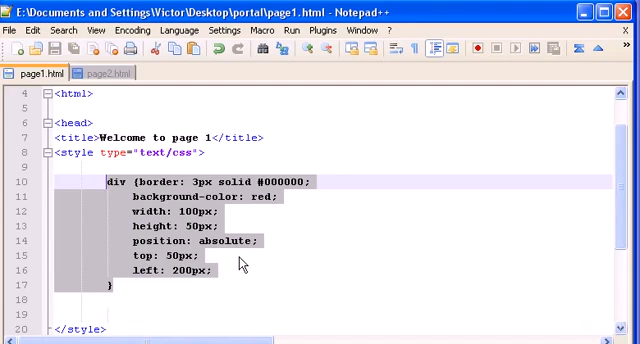 E:\Documents and Settings\Victor\Desktop\portal\page1.html - Notepad++
File Edit Search View Encoding Language Settings Macro Run Plugins Window ?
page1.html page2.html
4 <html>
5
6 <head>
7 <title>Welcome to page 1</title>
8 <style type="text/css">
9
10 div {border: 3px solid #000000;
11 background-color: red;
12 width: 100px;
13 height: 50px;
14 position: absolute;
15 top: 50px;
16 left: 200px;
17 }
18
19
20 </style>